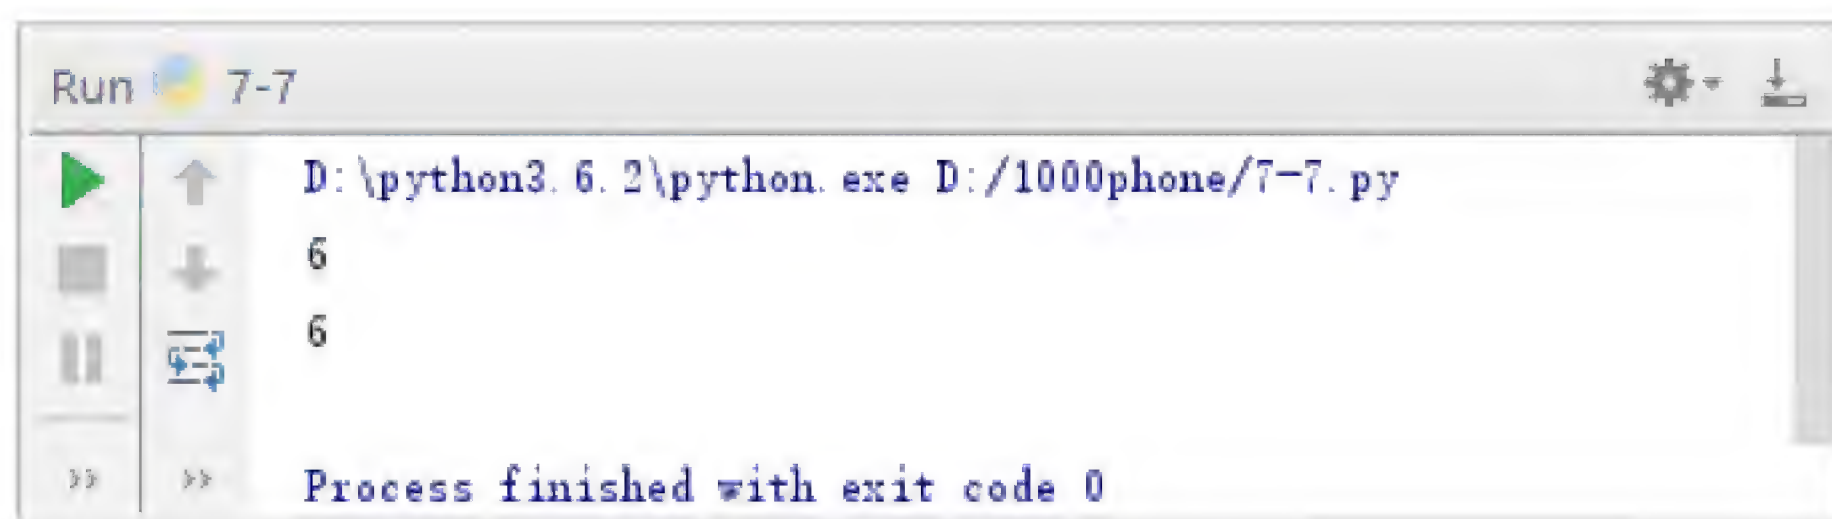 Run 7-7
D:\python3.6.2\python.exe D:/1000phone/7-7.py
6
6
Process finished with exit code 0